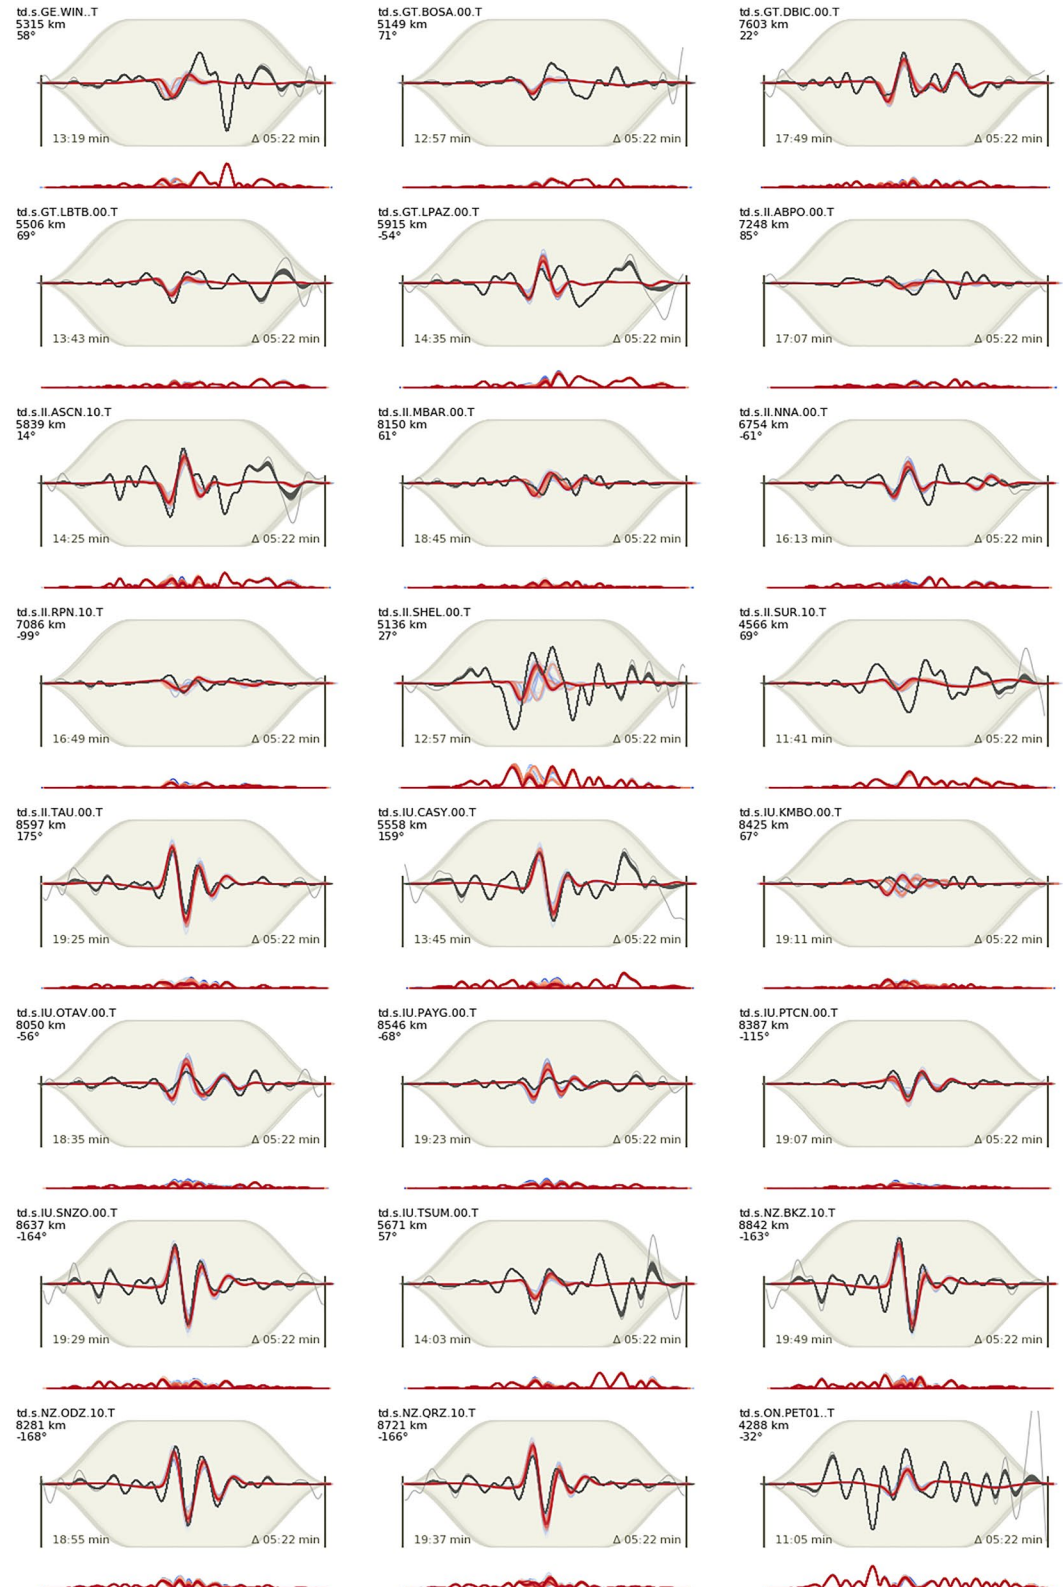 td.s.GE.WIN..T
5315 km
58°
13:19 min
Δ 05:22 min
td.s.GT.BOSA.00.T
5149 km
71°
12:57 min
Δ 05:22 min
td.s.GT.DBIC.00.T
7603 km
22°
17:49 min
Δ 05:22 min
td.s.GT.LBTB.00.T
5506 km
69°
13:43 min
Δ 05:22 min
td.s.GT.LPAZ.00.T
5915 km
-54°
14:35 min
Δ 05:22 min
td.s.II.ABPO.00.T
7248 km
85°
17:07 min
Δ 05:22 min
td.s.II.ASCN.10.T
5839 km
14°
14:25 min
Δ 05:22 min
td.s.II.MBAR.00.T
8150 km
61°
18:45 min
Δ 05:22 min
td.s.II.NNA.00.T
6754 km
-61°
16:13 min
Δ 05:22 min
td.s.II.RPN.10.T
7086 km
-99°
16:49 min
Δ 05:22 min
td.s.II.SHEL.00.T
5136 km
27°
12:57 min
Δ 05:22 min
td.s.II.SUR.10.T
4566 km
69°
11:41 min
Δ 05:22 min
td.s.II.TAU.00.T
8597 km
175°
19:25 min
Δ 05:22 min
td.s.IU.CASY.00.T
5558 km
159°
13:45 min
Δ 05:22 min
td.s.IU.KMBO.00.T
8425 km
67°
19:11 min
Δ 05:22 min
td.s.IU.OTAV.00.T
8050 km
-56°
18:35 min
Δ 05:22 min
td.s.IU.PAYG.00.T
8546 km
-68°
19:23 min
Δ 05:22 min
td.s.IU.PTCN.00.T
8387 km
-115°
19:07 min
Δ 05:22 min
td.s.IU.SNZO.00.T
8637 km
-164°
19:29 min
Δ 05:22 min
td.s.IU.TSUM.00.T
5671 km
57°
14:03 min
Δ 05:22 min
td.s.NZ.BKZ.10.T
8842 km
-163°
19:49 min
Δ 05:22 min
td.s.NZ.ODZ.10.T
8281 km
-168°
18:55 min
Δ 05:22 min
td.s.NZ.QRZ.10.T
8721 km
-166°
19:37 min
Δ 05:22 min
td.s.ON.PET01..T
4288 km
-32°
11:05 min
Δ 05:22 min